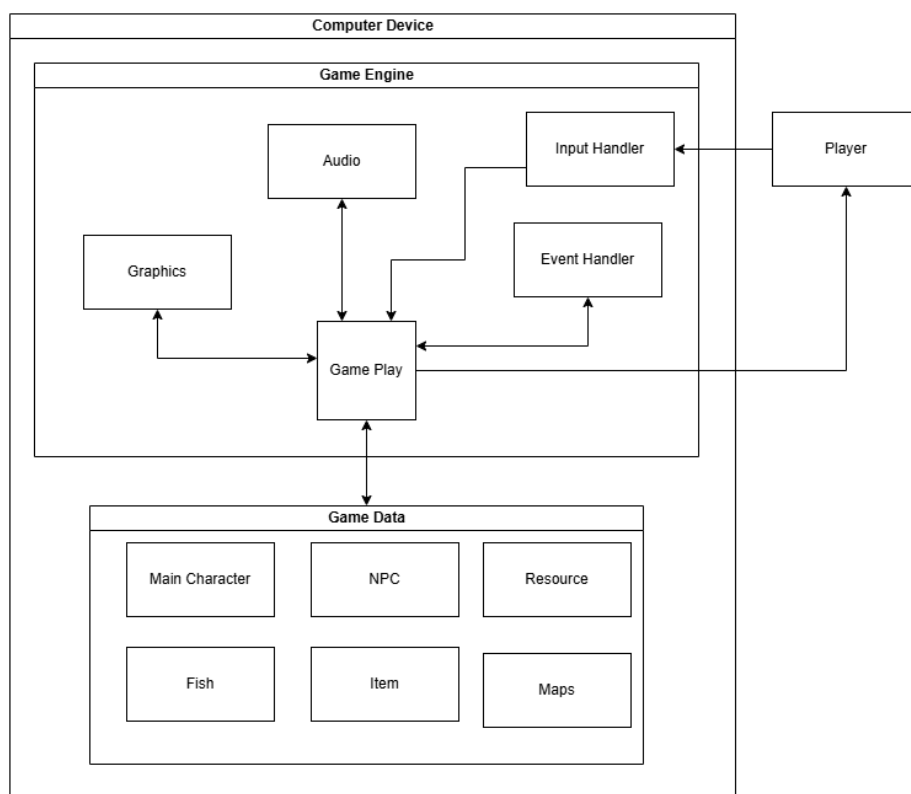 Computer Device
Game Engine
Audio
Input Handler
Player
Graphics
Event Handler
Game Play
Game Data
Main Character
NPC
Resource
Fish
Item
Maps